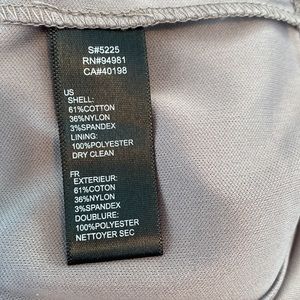 S#5225
RN#94981
CA#40198
US
SHELL:
61%COTTON
36%NYLON
3%SPANDEX
LINING:
100%POLYESTER
DRY CLEAN
FR
EXTERIEUR:
61%COTON
36%NYLON
3%SPANDEX
DOUBLURE:
100%POLYESTER
NETTOYER SEC